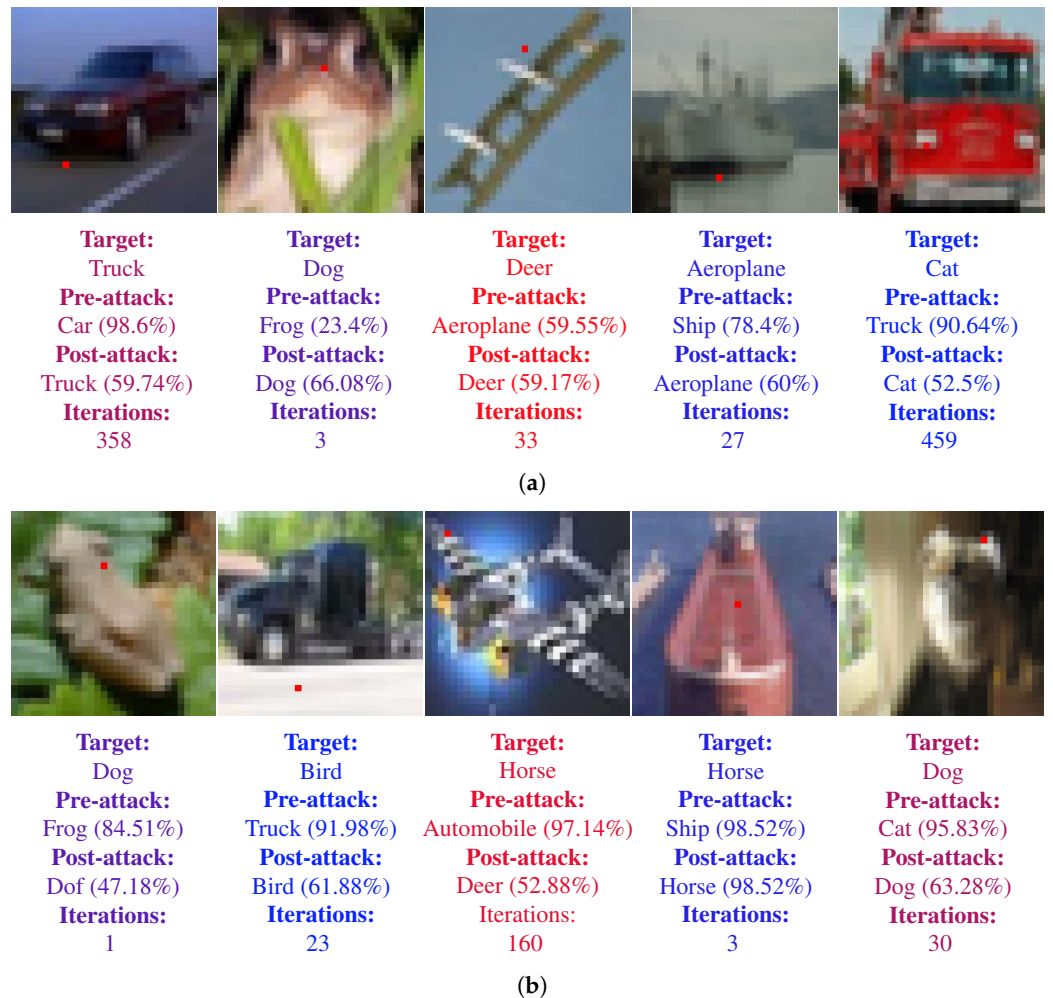 Target:
Truck
Pre-attack:
Car (98.6%)
Post-attack:
Truck (59.74%)
Iterations:
358
Target:
Dog
Pre-attack:
Frog (23.4%)
Post-attack:
Dog (66.08%)
Iterations:
3
Target:
Deer
Pre-attack:
Aeroplane (59.55%)
Post-attack:
Deer (59.17%)
Iterations:
33
Target:
Aeroplane
Pre-attack:
Ship (78.4%)
Post-attack:
Aeroplane (60%)
Iterations:
27
Target:
Cat
Pre-attack:
Truck (90.64%)
Post-attack:
Cat (52.5%)
Iterations:
459
(a)
Target:
Dog
Pre-attack:
Frog (84.51%)
Post-attack:
Dof (47.18%)
Iterations:
1
Target:
Bird
Pre-attack:
Truck (91.98%)
Post-attack:
Bird (61.88%)
Iterations:
23
Target:
Horse
Pre-attack:
Automobile (97.14%)
Post-attack:
Deer (52.88%)
Iterations:
160
Target:
Horse
Pre-attack:
Ship (98.52%)
Post-attack:
Horse (98.52%)
Iterations:
3
Target:
Dog
Pre-attack:
Cat (95.83%)
Post-attack:
Dog (63.28%)
Iterations:
30
(b)